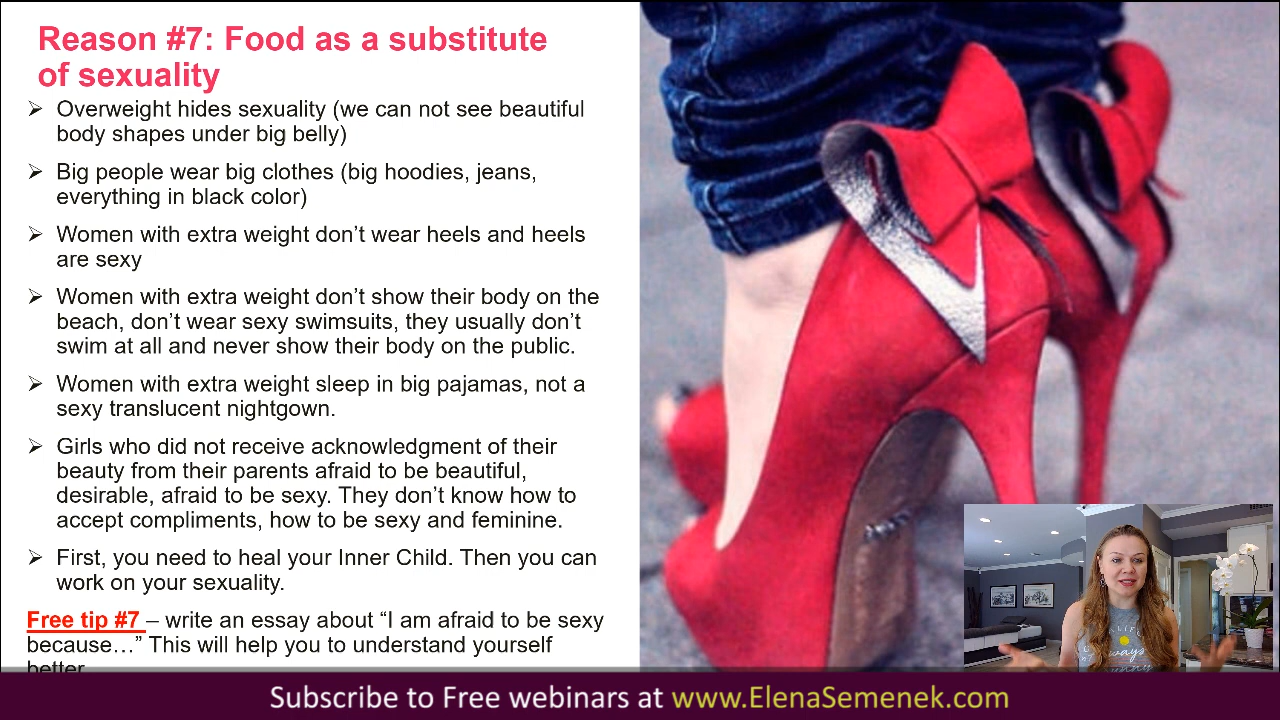 Reason #7: Food as a substitute
of sexuality
➢ Overweight hides sexuality (we can not see beautiful
body shapes under big belly)
➢ Big people wear big clothes (big hoodies, jeans,
everything in black color)
➢ Women with extra weight don’t wear heels and heels
are sexy
➢ Women with extra weight don’t show their body on the
beach, don’t wear sexy swimsuits, they usually don’t
swim at all and never show their body on the public.
➢ Women with extra weight sleep in big pajamas, not a
sexy translucent nightgown.
➢ Girls who did not receive acknowledgment of their
beauty from their parents afraid to be beautiful,
desirable, afraid to be sexy. They don’t know how to
accept compliments, how to be sexy and feminine.
➢ First, you need to heal your Inner Child. Then you can
work on your sexuality.
Free tip #7 – write an essay about “I am afraid to be sexy
because…” This will help you to understand yourself
better
Subscribe to Free webinars at www.ElenaSemenek.com